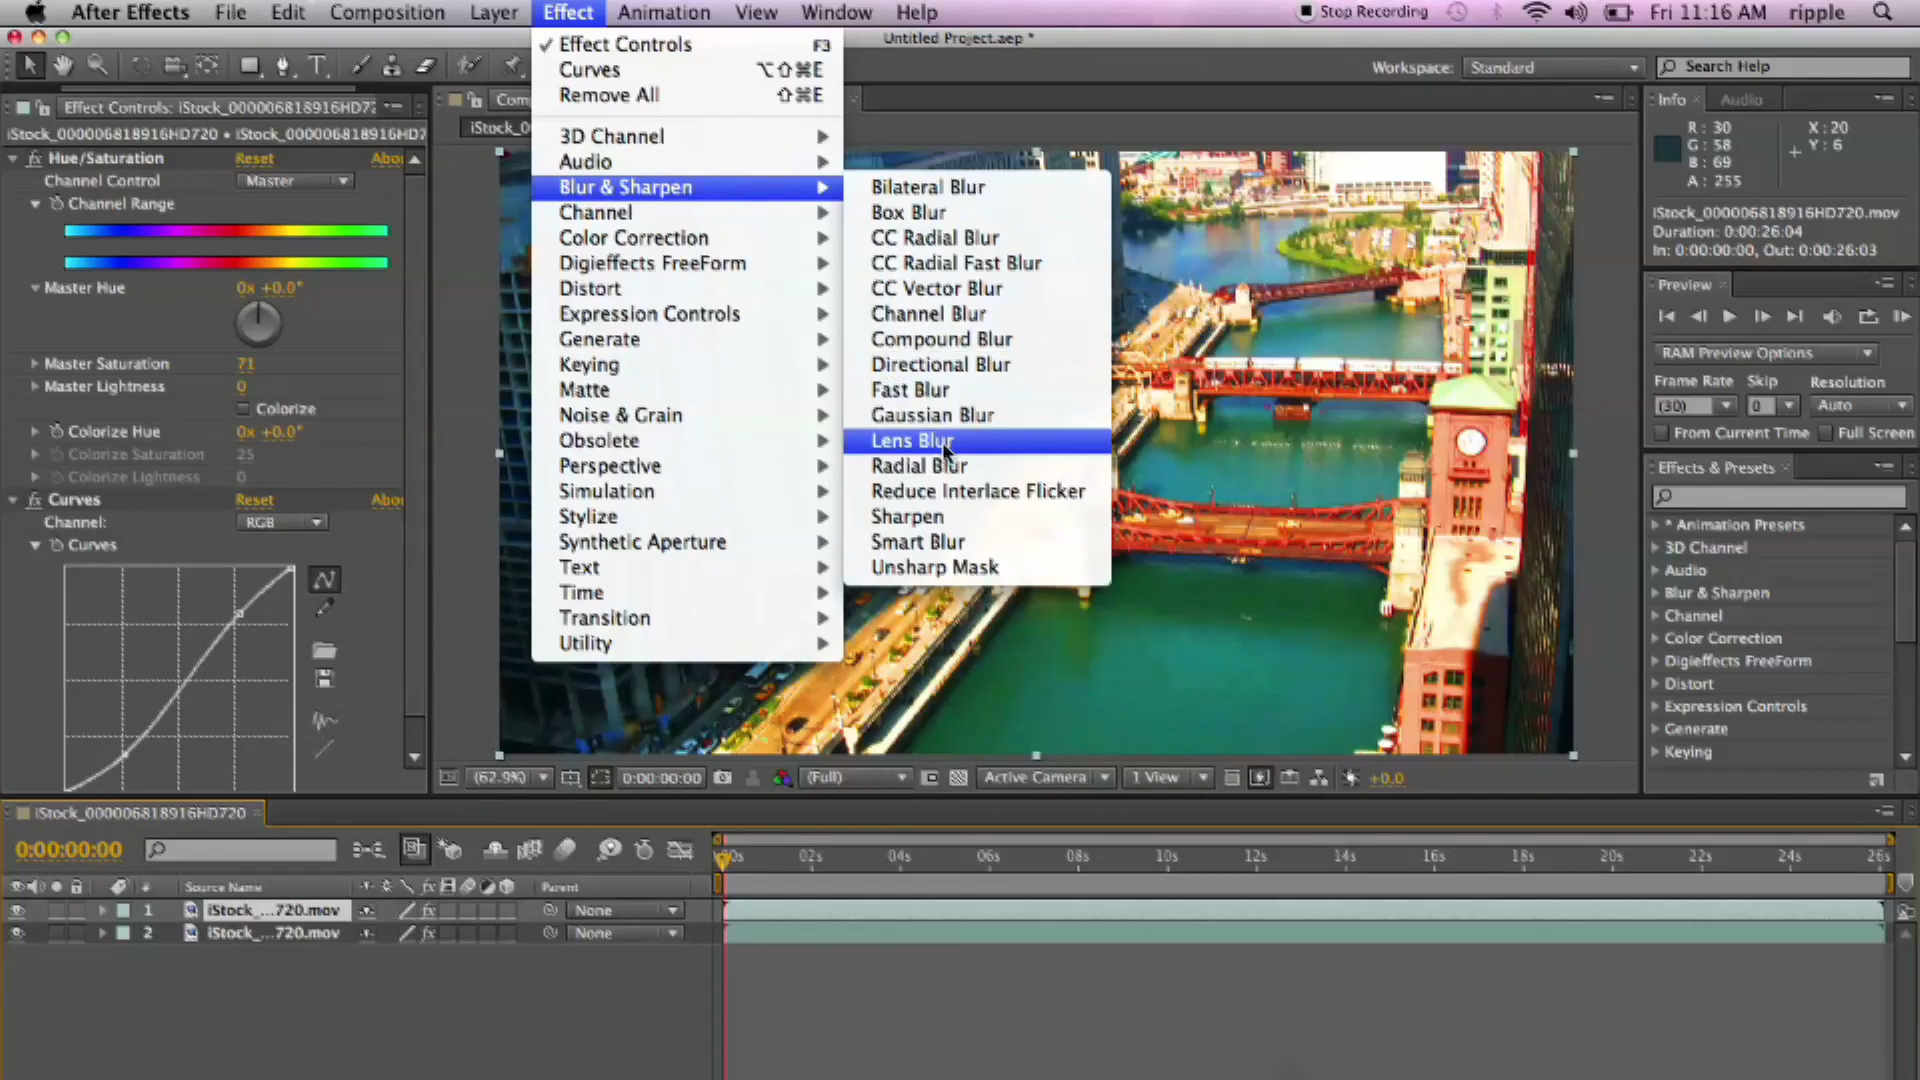 After Effects File Edit Composition Layer Effect Animation View Window Help Stop Recording Fri 11:16 AM ripple
Untitled Project.aep *
Workspace: Standard Search Help
Effect Controls: iStock_000006818916HD72
iStock_000006818916HD720 • iStock_000006818916HD7
Hue/Saturation Reset Abo
Channel Control Master
Channel Range
Master Hue 0x +0.0°
Master Saturation 71
Master Lightness 0
Colorize
Colorize Hue 0x +0.0°
Colorize Saturation 25
Colorize Lightness 0
Curves Reset Abo
Channel: RGB
Curves
Com
iStock_0
Effect Controls F3
Curves ⌥⇧⌘E
Remove All ⇧⌘E
3D Channel
Audio
Blur & Sharpen
Channel
Color Correction
Digieffects FreeForm
Distort
Expression Controls
Generate
Keying
Matte
Noise & Grain
Obsolete
Perspective
Simulation
Stylize
Synthetic Aperture
Text
Time
Transition
Utility
Bilateral Blur
Box Blur
CC Radial Blur
CC Radial Fast Blur
CC Vector Blur
Channel Blur
Compound Blur
Directional Blur
Fast Blur
Gaussian Blur
Lens Blur
Radial Blur
Reduce Interlace Flicker
Sharpen
Smart Blur
Unsharp Mask
(62.9%) 0:00:00:00 (Full) Active Camera 1 View +0.0
Info Audio
R: 30 X: 20
G: 58 Y: 6
B: 69
A: 255
iStock_000006818916HD720.mov
Duration: 0:00:26:04
In: 0:00:00:00, Out: 0:00:26:03
Preview
RAM Preview Options
Frame Rate Skip Resolution
(30) 0 Auto
From Current Time Full Screen
Effects & Presets
* Animation Presets
3D Channel
Audio
Blur & Sharpen
Channel
Color Correction
Digieffects FreeForm
Distort
Expression Controls
Generate
Keying
iStock_000006818916HD720
0:00:00:00
00s 02s 04s 06s 08s 10s 12s 14s 16s 18s 20s 22s 24s 26s
# Source Name fx Parent
1 iStock_...720.mov fx None
2 iStock_...720.mov fx None